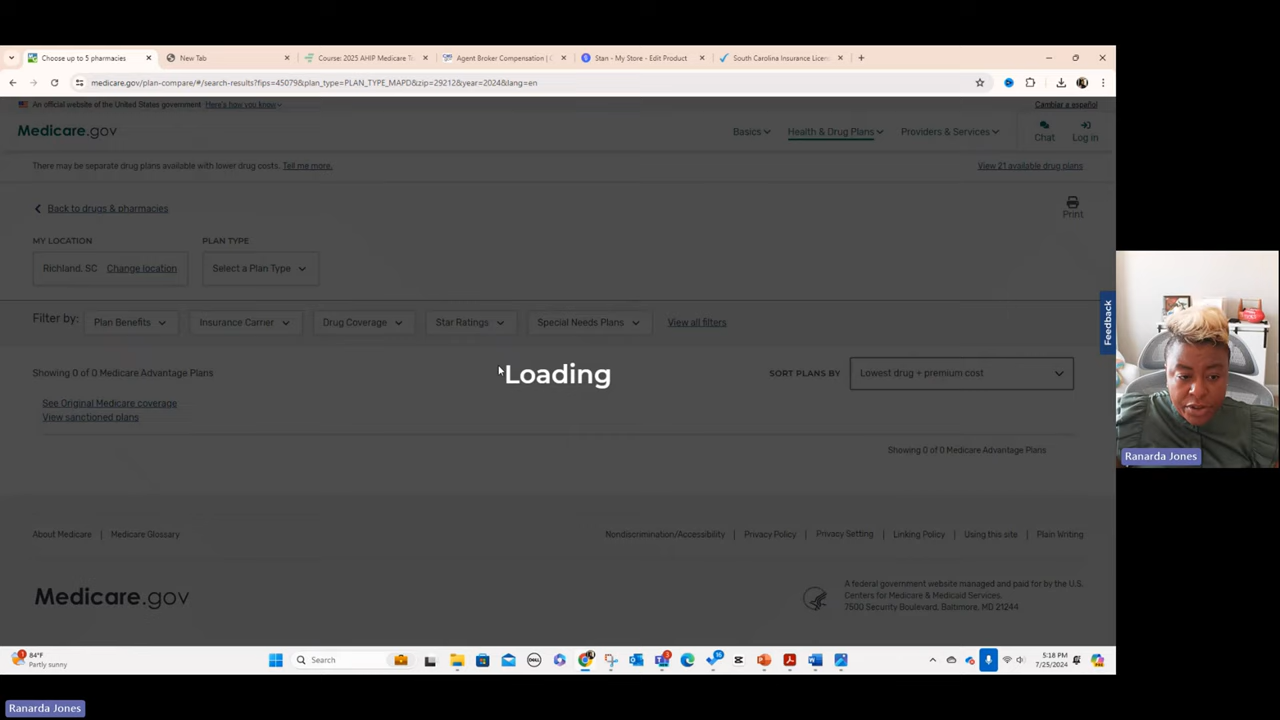 Choose up to 5 pharmacies
New Tab
Course: 2025 AHIP Medicare Tr
Agent Broker Compensation | C
Stan - My Store - Edit Product
South Carolina Insurance Licen
medicare.gov/plan-compare/#/search-results?fips=45079&plan_type=PLAN_TYPE_MAPD&zip=29212&year=2024&lang=en
An official website of the United States government Here's how you know
Cambiar a español
Medicare.gov
Basics
Health & Drug Plans
Providers & Services
Chat
Log in
There may be separate drug plans available with lower drug costs. Tell me more.
View 21 available drug plans
Back to drugs & pharmacies
Print
MY LOCATION
PLAN TYPE
Richland, SC Change location
Select a Plan Type
Filter by:
Plan Benefits
Insurance Carrier
Drug Coverage
Star Ratings
Special Needs Plans
View all filters
Feedback
Showing 0 of 0 Medicare Advantage Plans
Loading
SORT PLANS BY
Lowest drug + premium cost
See Original Medicare coverage
View sanctioned plans
Showing 0 of 0 Medicare Advantage Plans
Ranarda Jones
About Medicare | Medicare Glossary
Nondiscrimination/Accessibility | Privacy Policy | Privacy Setting | Linking Policy | Using this site | Plain Writing
Medicare.gov
A federal government website managed and paid for by the U.S.
Centers for Medicare & Medicaid Services.
7500 Security Boulevard, Baltimore, MD 21244
84°F
Partly sunny
Search
5:18 PM
7/25/2024
Ranarda Jones